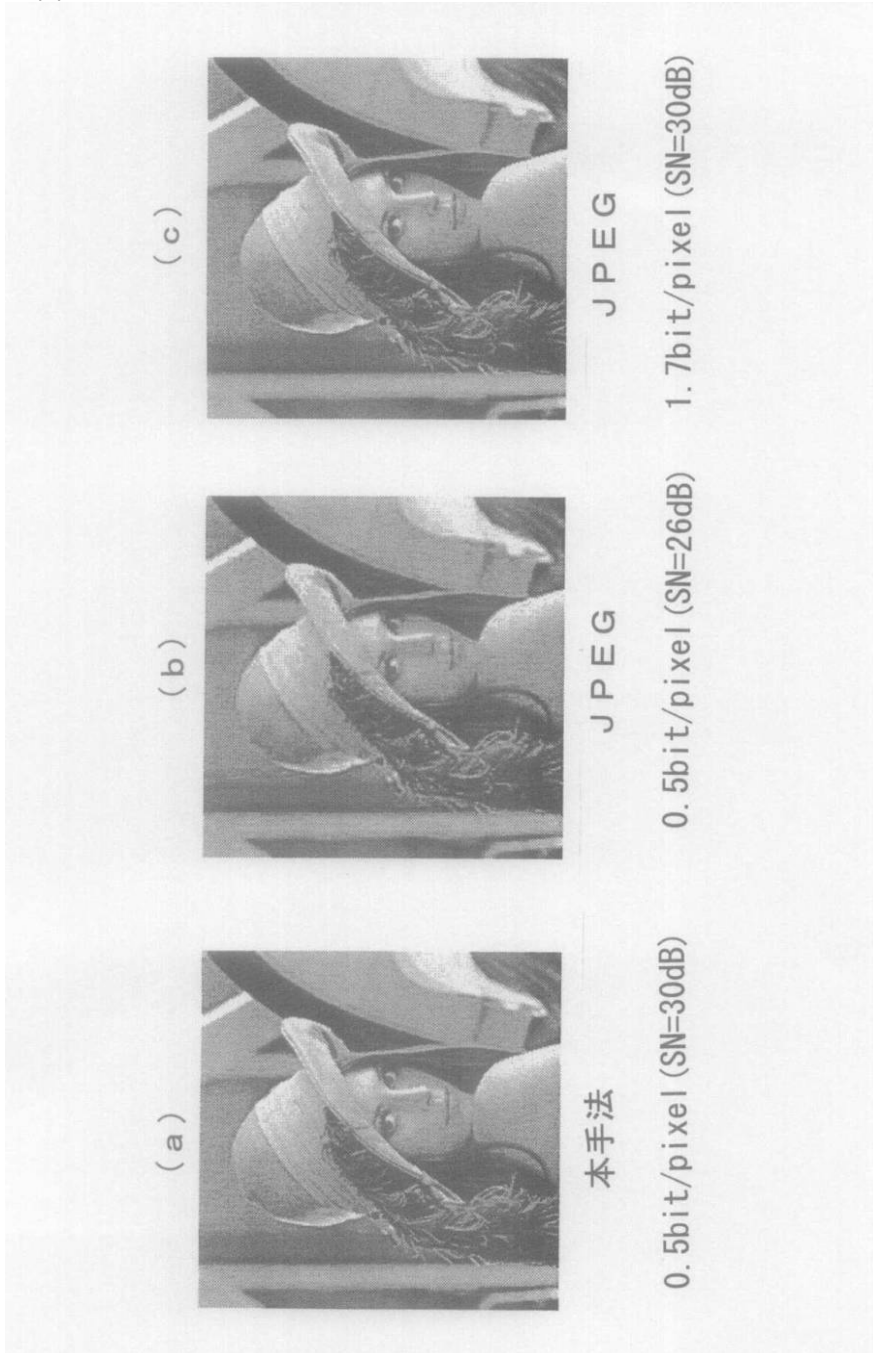 (a)
本手法
0.5bit/pixel(SN=30dB)
(b)
JPEG
0.5bit/pixel(SN=26dB)
(c)
JPEG
1.7bit/pixel(SN=30dB)